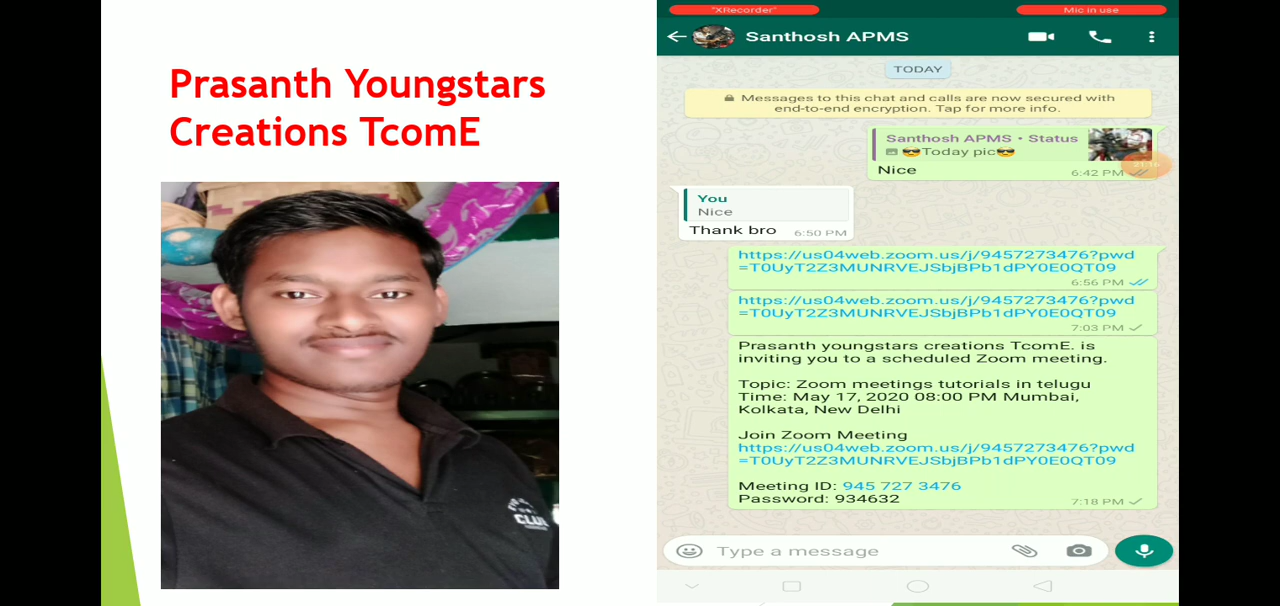 Prasanth Youngstars
Creations TcomE
"XRecorder"
Mic in use
Santhosh APMS
TODAY
Messages to this chat and calls are now secured with
end-to-end encryption. Tap for more info.
Santhosh APMS • Status
😎Today pic😎
Nice
21:16
6:42 PM
You
Nice
Thank bro 6:50 PM
https://us04web.zoom.us/j/9457273476?pwd
=T0UyT2Z3MUNRVEJSbjBPb1dPY0E0QT09
6:56 PM
https://us04web.zoom.us/j/9457273476?pwd
=T0UyT2Z3MUNRVEJSbjBPb1dPY0E0QT09
7:03 PM
Prasanth youngstars creations TcomE. is
inviting you to a scheduled Zoom meeting.
Topic: Zoom meetings tutorials in telugu
Time: May 17, 2020 08:00 PM Mumbai,
Kolkata, New Delhi
Join Zoom Meeting
https://us04web.zoom.us/j/9457273476?pwd
=T0UyT2Z3MUNRVEJSbjBPb1dPY0E0QT09
Meeting ID: 945 727 3476
Password: 934632
7:18 PM
Type a message